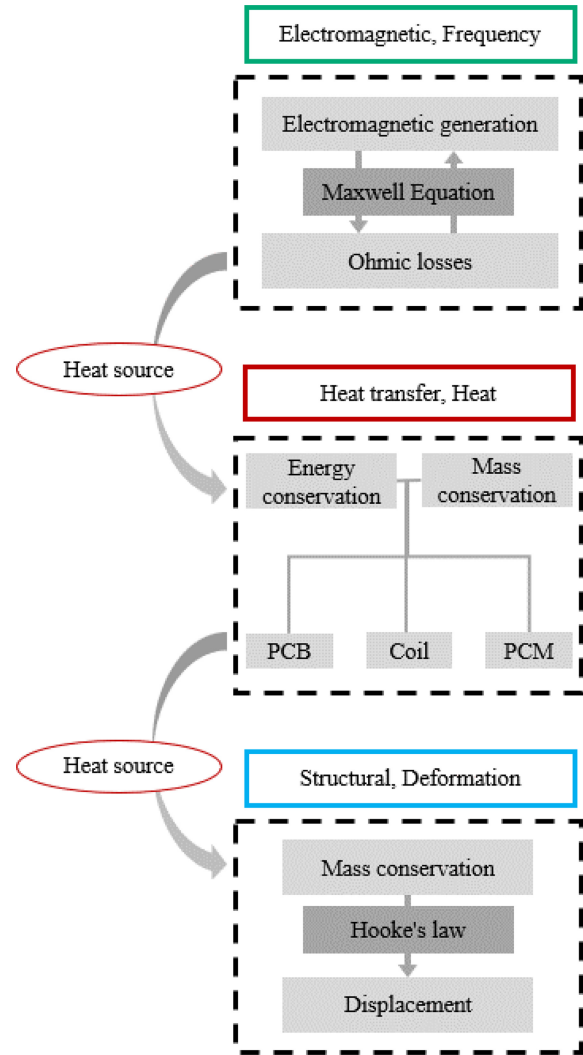 Electromagnetic, Frequency
Electromagnetic generation
Maxwell Equation
Ohmic losses
Heat source
Heat transfer, Heat
Energy
conservation
Mass
conservation
PCB
Coil
PCM
Heat source
Structural, Deformation
Mass conservation
Hooke's law
Displacement